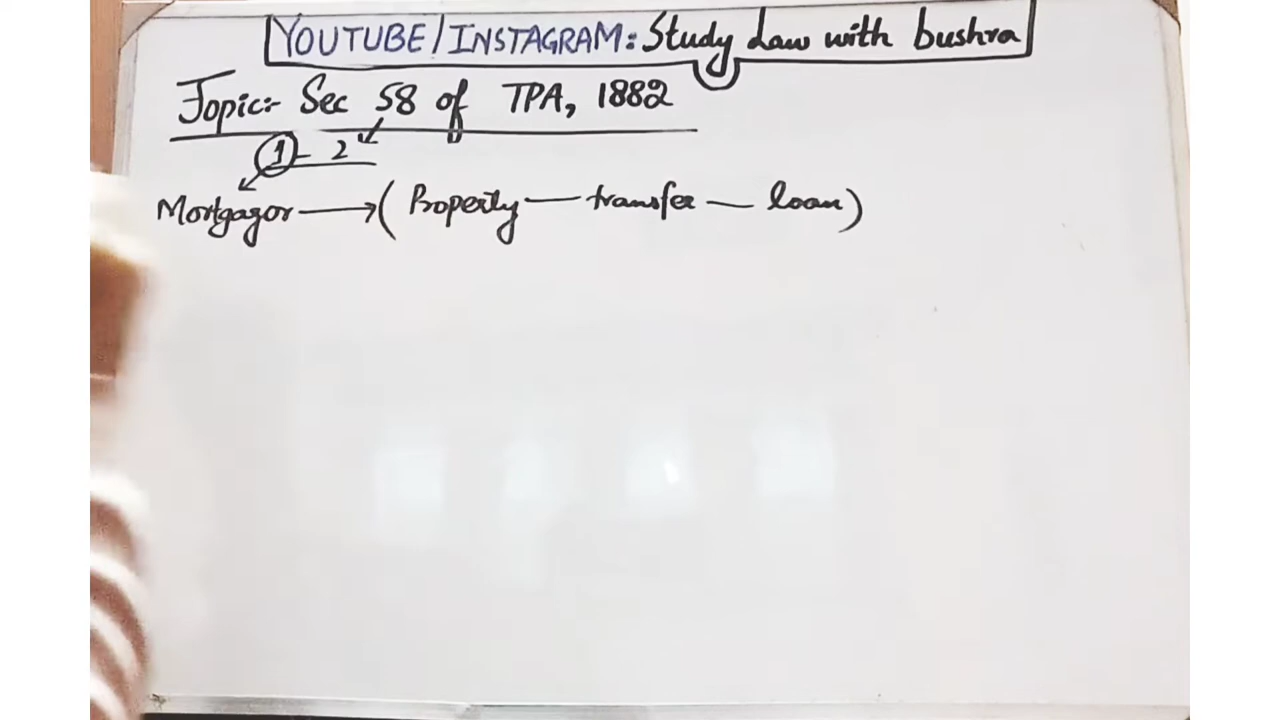 YOUTUBE/INSTAGRAM: Study Law with bushra
Topic:- Sec 58 of TPA, 1882
1 - 2
Mortgagor → ( Property — transfer — loan )